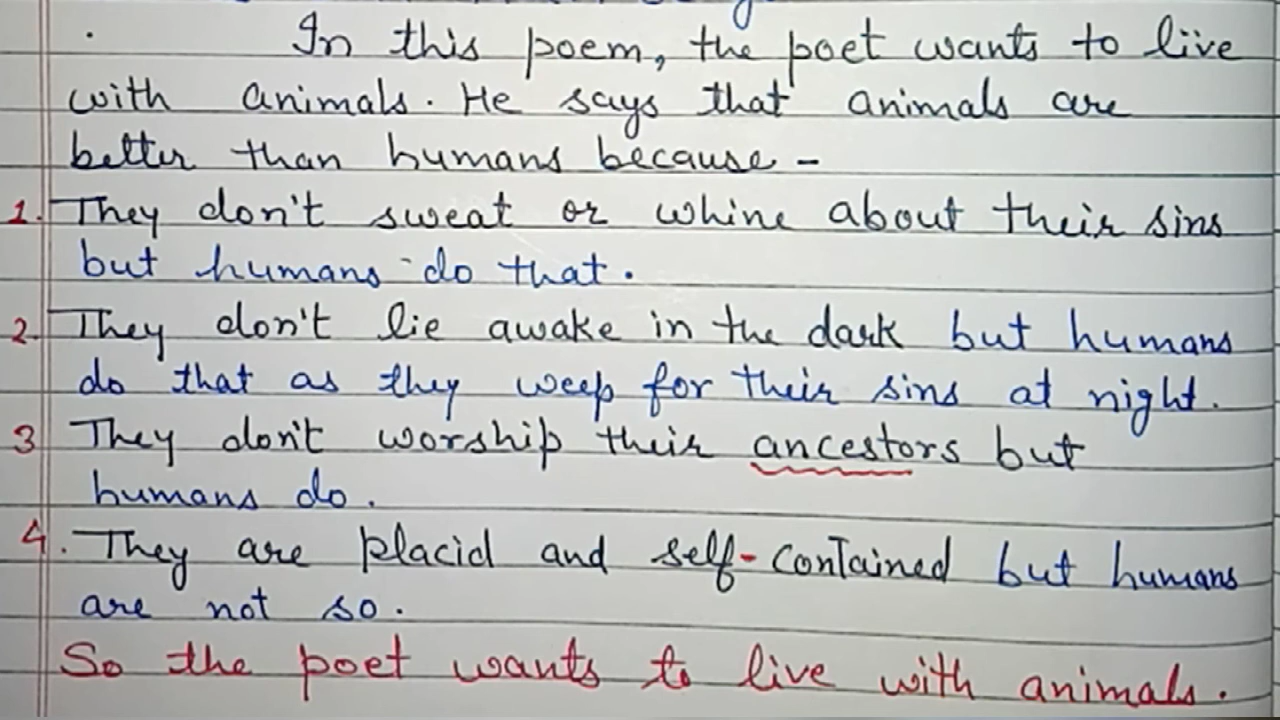 In this poem, the poet wants to live
with animals. He says that animals are
better than humans because -
1. They don't sweat or whine about their sins
but humans do that.
2. They don't lie awake in the dark but humans
do that as they weep for their sins at night.
3 They don't worship their ancestors but
humans do.
4. They are placid and self-contained but humans
are not so.
So the poet wants to live with animals.